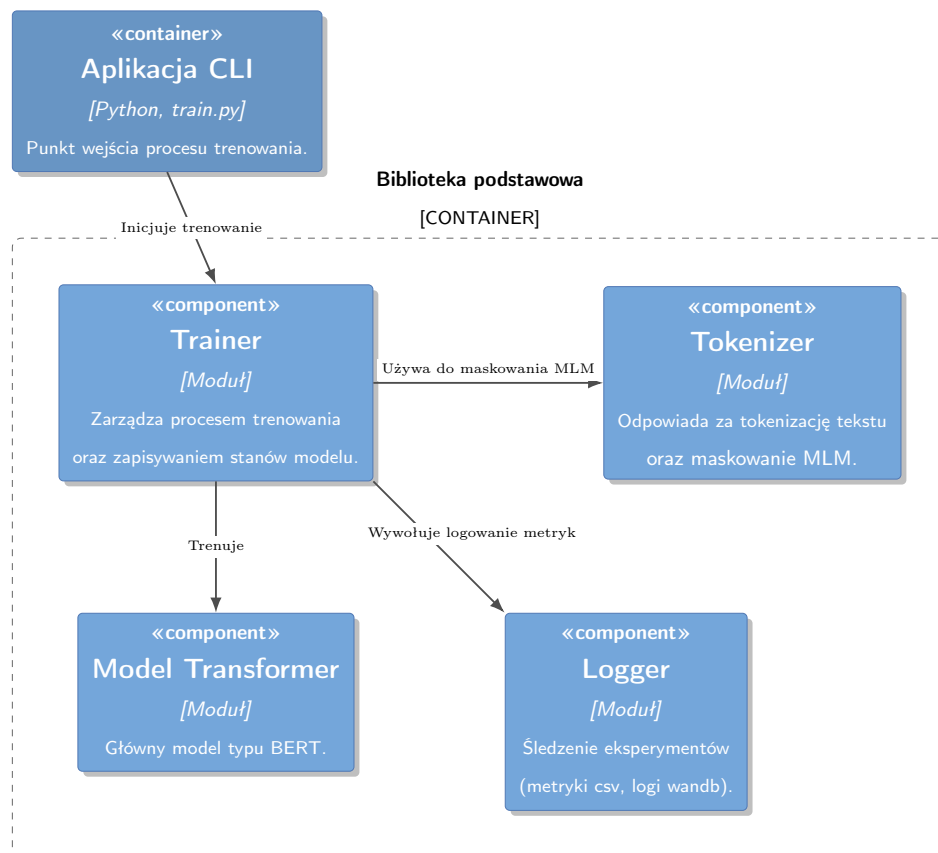 «container»
Aplikacja CLI
[Python, train.py]
Punkt wejścia procesu trenowania.
Biblioteka podstawowa
[CONTAINER]
Inicjuje trenowanie
«component»
Trainer
[Moduł]
Zarządza procesem trenowania
oraz zapisywaniem stanów modelu.
Używa do maskowania MLM
«component»
Tokenizer
[Moduł]
Odpowiada za tokenizację tekstu
oraz maskowanie MLM.
Trenuje
Wywołuje logowanie metryk
«component»
Model Transformer
[Moduł]
Główny model typu BERT.
«component»
Logger
[Moduł]
Śledzenie eksperymentów
(metryki csv, logi wandb).